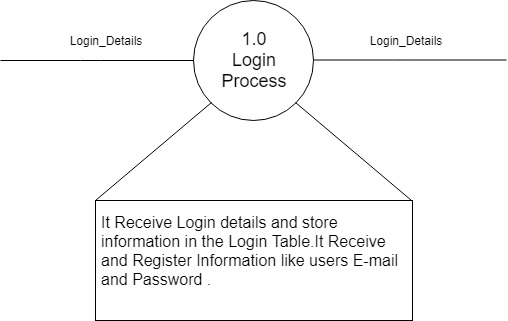 Login_Details
1.0
Login
Process
Login_Details
It Receive Login details and store
information in the Login Table.It Receive
and Register Information like users E-mail
and Password .